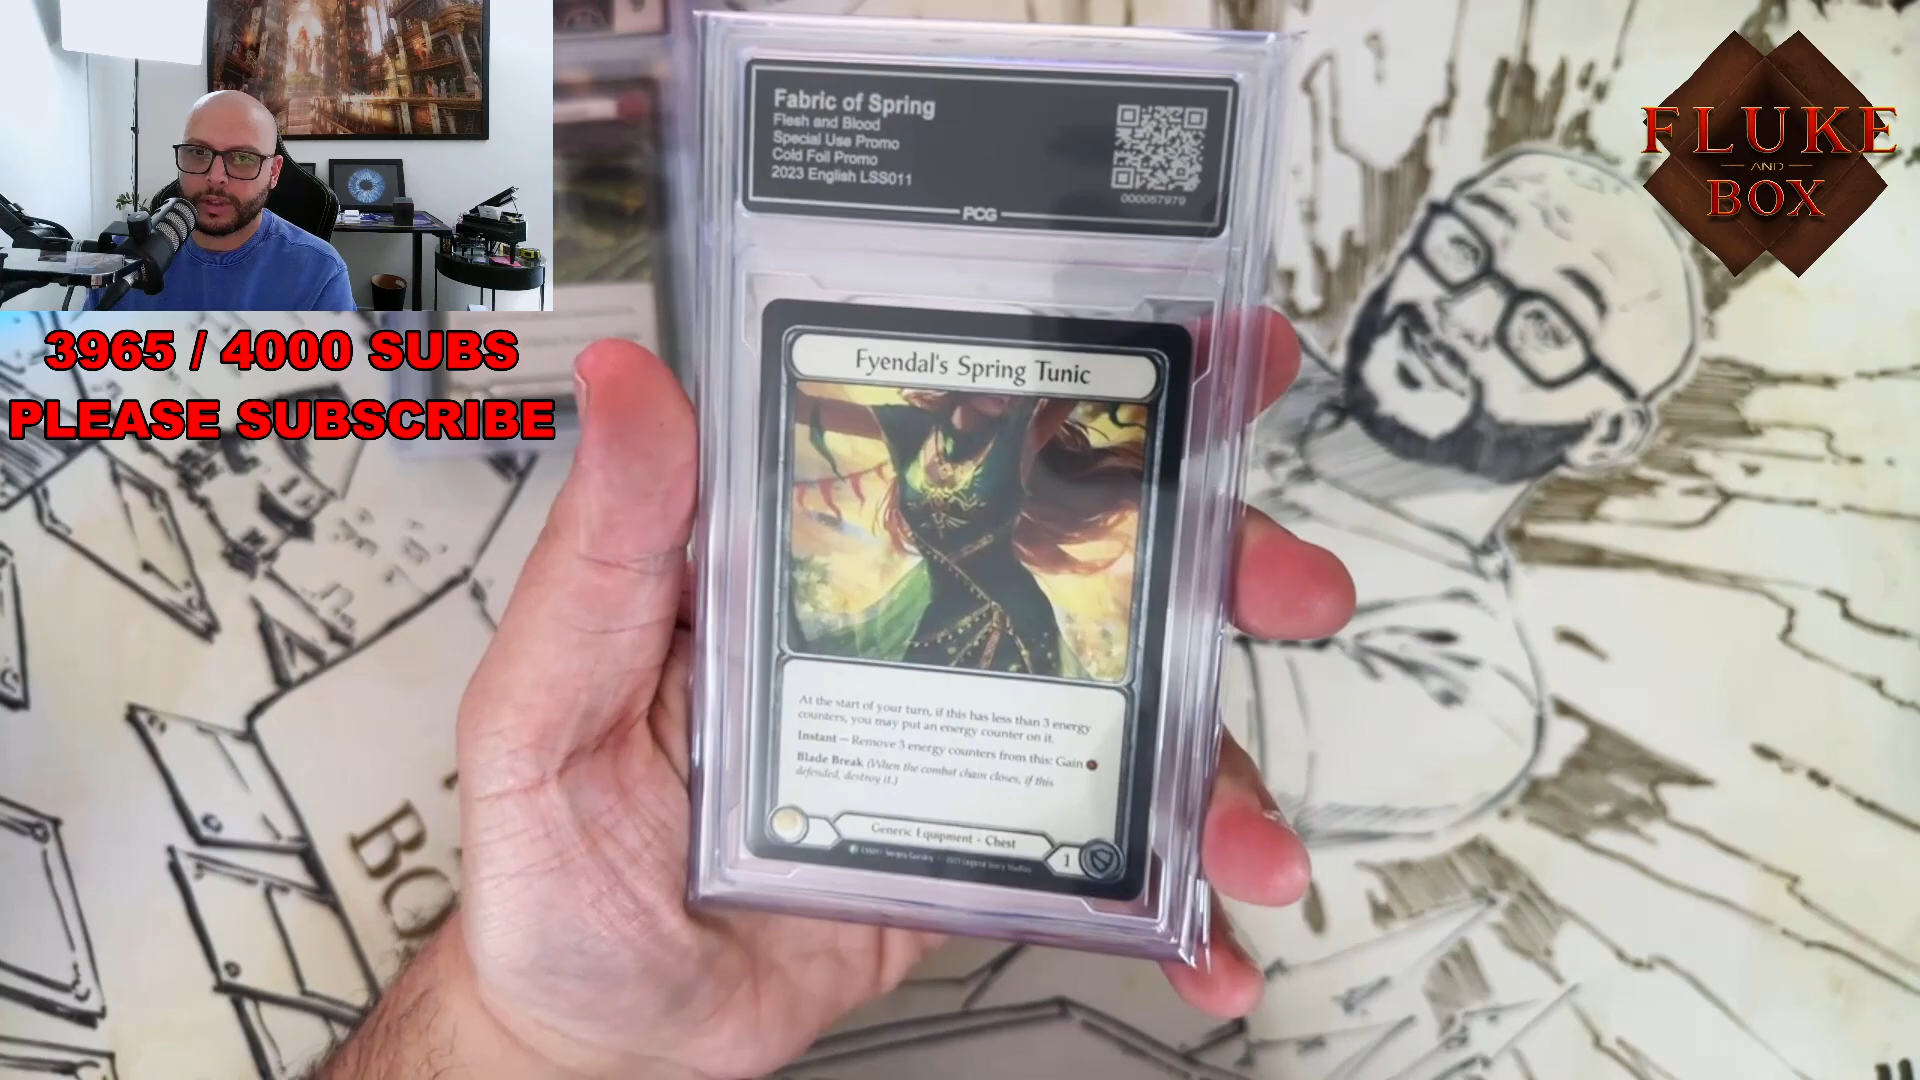 3965 / 4000 SUBS
PLEASE SUBSCRIBE
Fabric of Spring
Flesh and Blood
Special Use Promo
Cold Foil Promo
2023 English LSS011
000057979
PCG
FLUKE
AND
BOX
Fyendal's Spring Tunic
At the start of your turn, if this has less than 3 energy
counters, you may put an energy counter on it.
Instant — Remove 3 energy counters from this: Gain
Blade Break (When the combat chain closes, if this
defended, destroy it.)
Generic Equipment - Chest
1